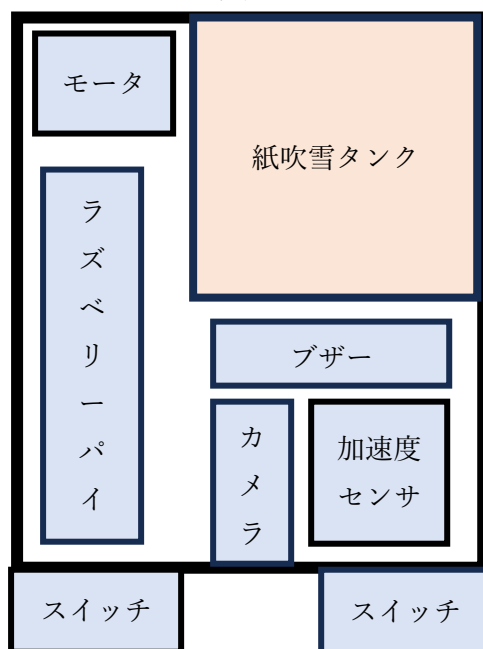 モータ
紙吹雪タンク
ラズベリーパイ
ブザー
カメラ
加速度
センサ
スイッチ
スイッチ